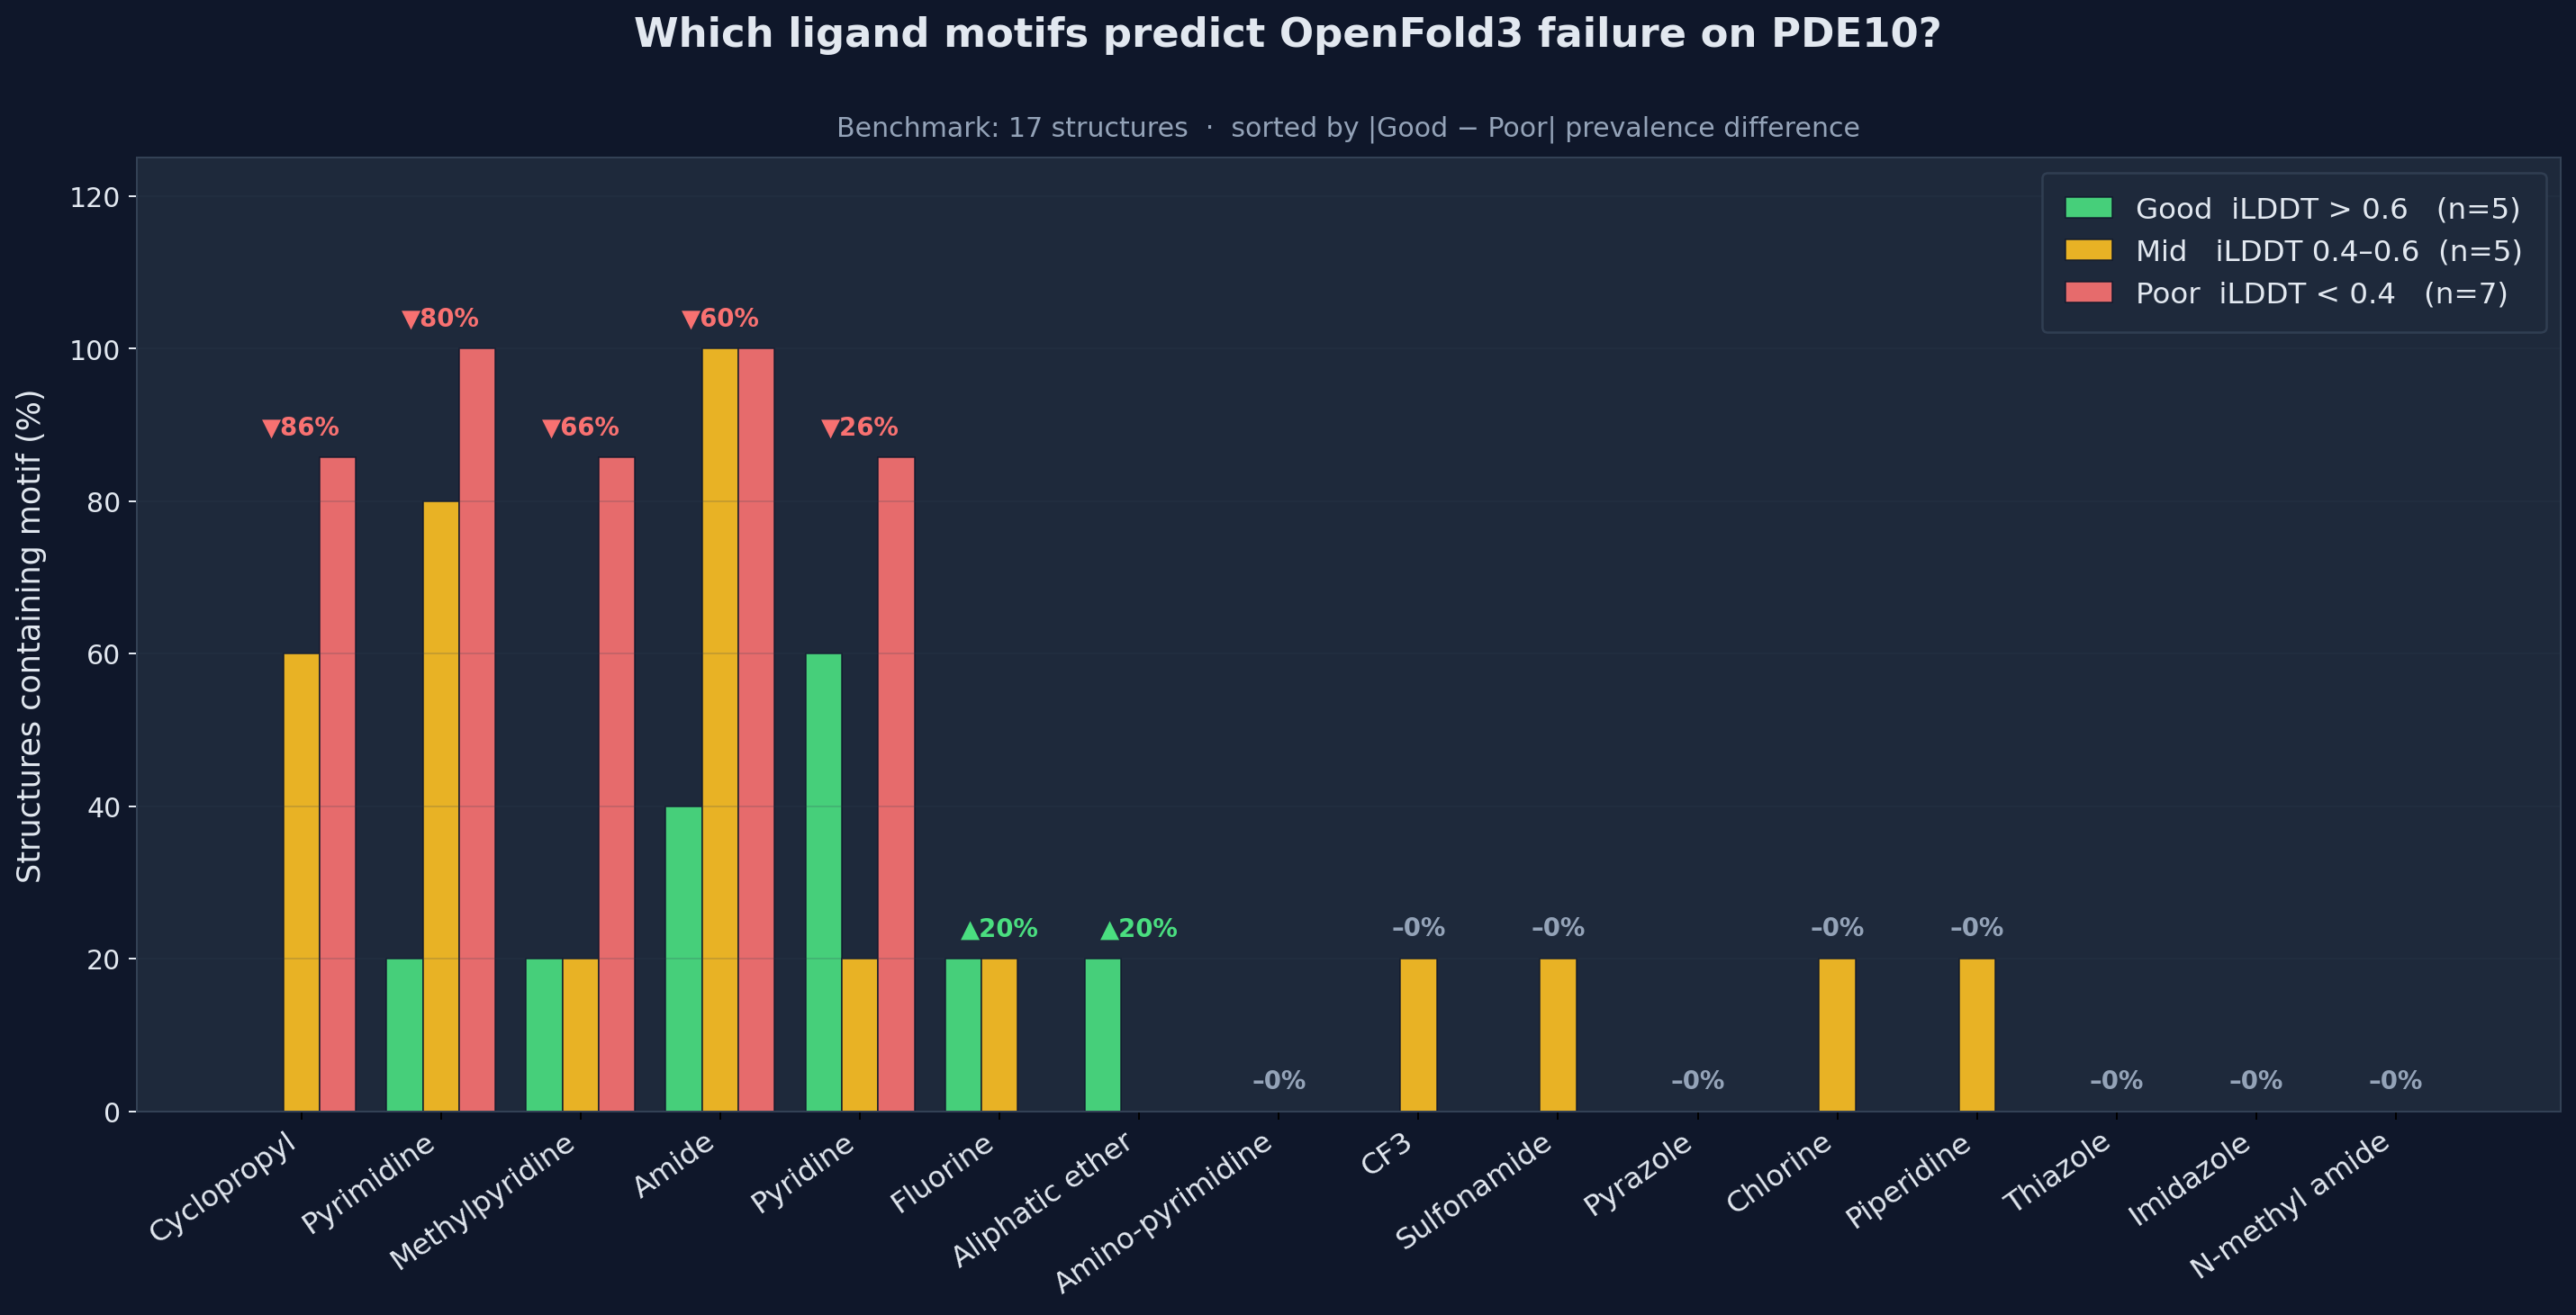 Which ligand motifs predict OpenFold3 failure on PDE10?
Benchmark: 17 structures · sorted by |Good − Poor| prevalence difference
Good iLDDT > 0.6 (n=5)
Mid iLDDT 0.4–0.6 (n=5)
Poor iLDDT < 0.4 (n=7)
Structures containing motif (%)
120
100
80
60
40
20
0
▼86%
▼80%
▼66%
▼60%
▼26%
▲20%
▲20%
–0%
–0%
–0%
–0%
–0%
–0%
–0%
–0%
–0%
Cyclopropyl
Pyrimidine
Methylpyridine
Amide
Pyridine
Fluorine
Aliphatic ether
Amino-pyrimidine
CF3
Sulfonamide
Pyrazole
Chlorine
Piperidine
Thiazole
Imidazole
N-methyl amide